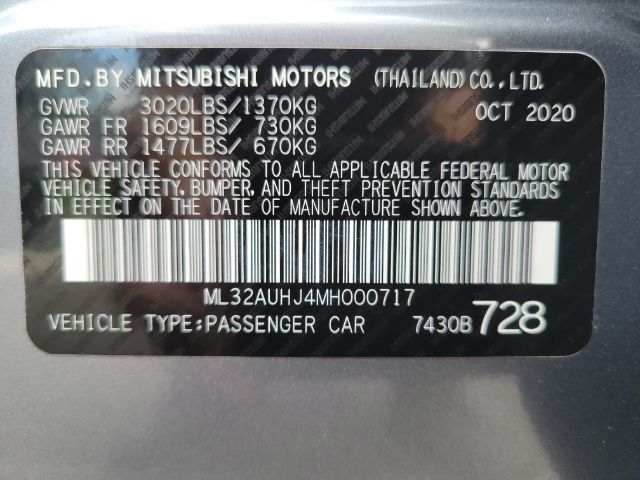 MFD. BY MITSUBISHI MOTORS (THAILAND) CO., LTD.
GVWR 3020LBS/1370KG OCT 2020
GAWR FR 1609LBS/ 730KG
GAWR RR 1477LBS/ 670KG
THIS VEHICLE CONFORMS TO ALL APPLICABLE FEDERAL MOTOR
VEHICLE SAFETY, BUMPER, AND THEFT PREVENTION STANDARDS
IN EFFECT ON THE DATE OF MANUFACTURE SHOWN ABOVE.
ML32AUHJ4MH000717
VEHICLE TYPE:PASSENGER CAR 7430B 728